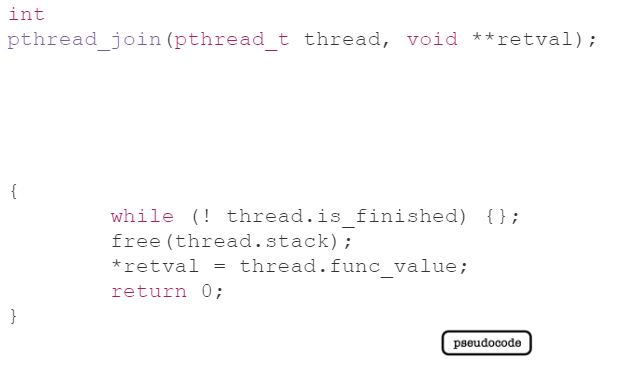 int
pthread_join(pthread_t thread, void **retval);
{
while (! thread.is_finished) {};
free(thread.stack);
*retval = thread.func_value;
return 0;
}
pseudocode